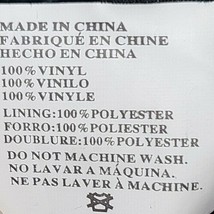 MADE IN CHINA
FABRIQUÉ EN CHINE
HECHO EN CHINA
100%VINYL
100%VINILO
100%VINYLE
LINING:100%POLYESTER
FORRO:100%POLIESTER
DOUBLURE:100%POLYESTER
DO NOT MACHINE WASH.
NO LAVAR A MÁQUINA.
NE PAS LAVER À MACHINE.